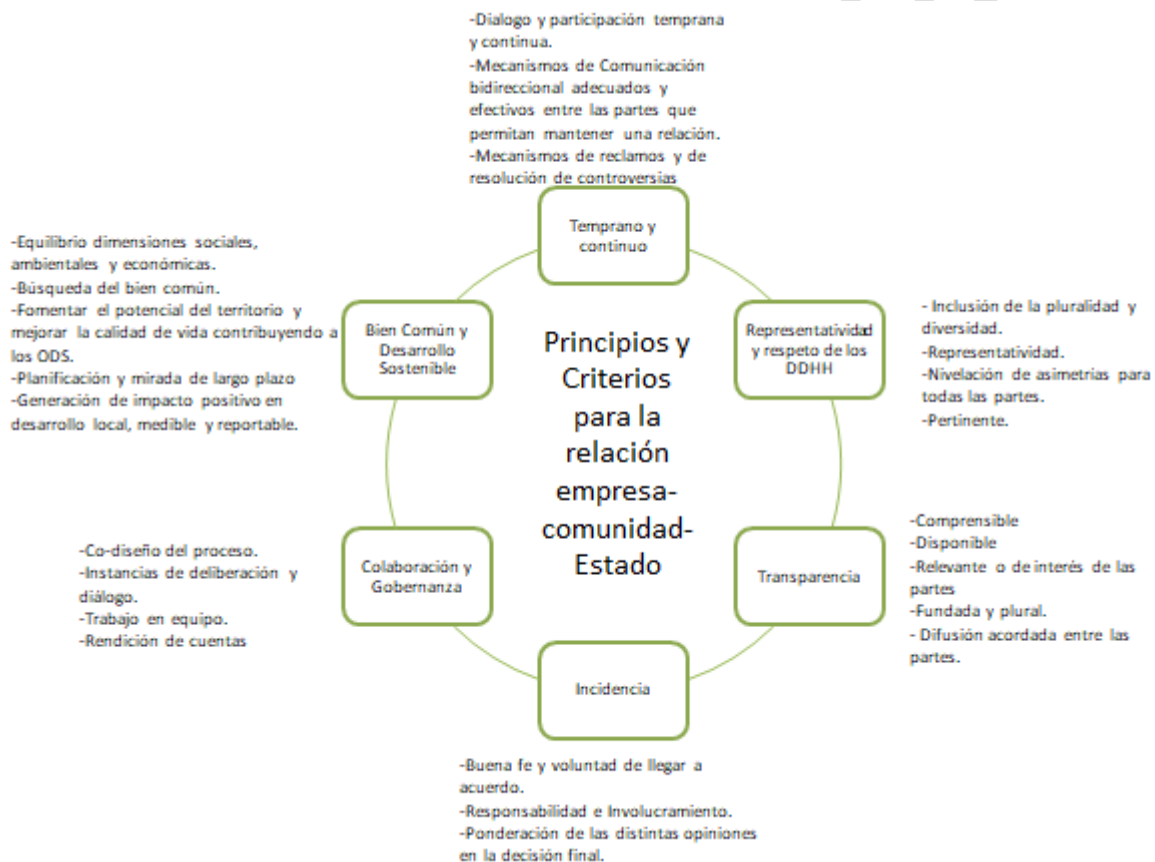 -Dialogo y participación temprana
y continua.
-Mecanismos de Comunicación
bidireccional adecuados y
efectivos entre las partes que
permitan mantener una relación.
-Mecanismos de reclamos y de
resolución de controversias
Temprano y
continuo
-Equilibrio dimensiones sociales,
ambientales y económicas.
-Búsqueda del bien común.
-Fomentar el potencial del territorio y
mejorar la calidad de vida contribuyendo a
los ODS.
-Planificación y mirada de largo plazo
-Generación de impacto positivo en
desarrollo local, medible y reportable.
Bien Común y
Desarrollo
Sostenible
Principios y
Criterios
para la
relación
empresa-
comunidad-
Estado
Representatividad
y respeto de los
DDHH
- Inclusión de la pluralidad y
diversidad.
-Representatividad.
-Nivelación de asimetrias para
todas las partes.
-Pertinente.
-Co-diseño del proceso.
-Instancias de deliberación y
diálogo.
-Trabajo en equipo.
-Rendición de cuentas
Colaboración y
Gobernanza
Transparencia
-Comprensible
-Disponible
-Relevante o de interés de las
partes
-Fundada y plural.
- Difusión acordada entre las
partes.
Incidencia
-Buena fe y voluntad de llegar a
acuerdo.
-Responsabilidad e Involucramiento.
-Ponderación de las distintas opiniones
en la decisión final.